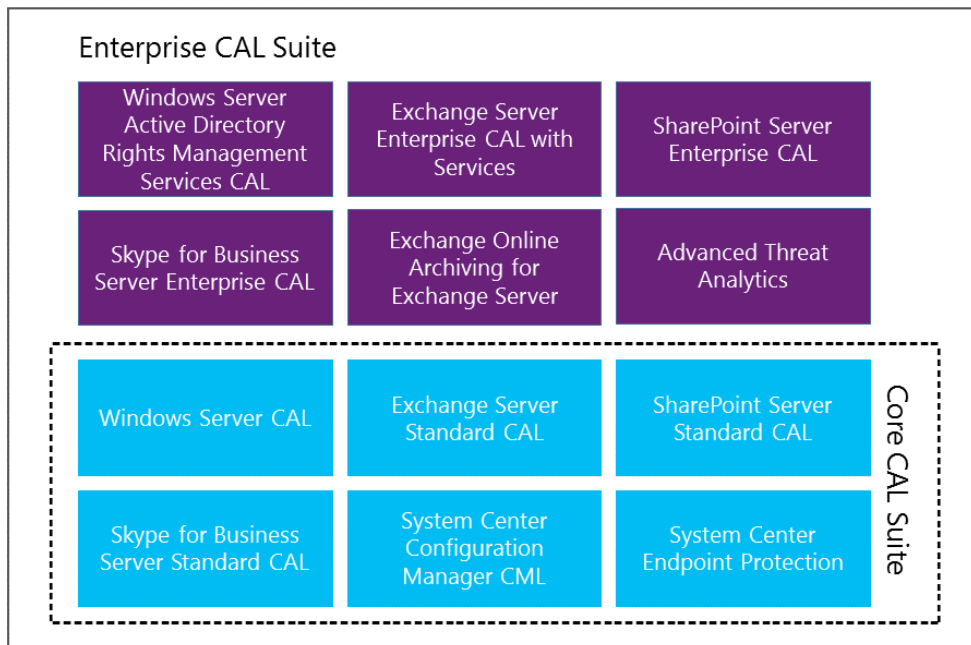 Enterprise CAL Suite
Windows Server
Active Directory
Rights Management
Services CAL
Exchange Server
Enterprise CAL with
Services
SharePoint Server
Enterprise CAL
Skype for Business
Server Enterprise CAL
Exchange Online
Archiving for
Exchange Server
Advanced Threat
Analytics
Windows Server CAL
Exchange Server
Standard CAL
SharePoint Server
Standard CAL
Skype for Business
Server Standard CAL
System Center
Configuration
Manager CML
System Center
Endpoint Protection
Core CAL Suite